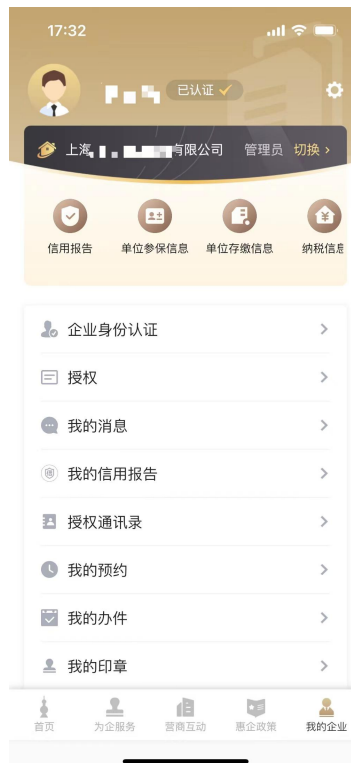 17:32
已认证
上海 有限公司 管理员 切换
信用报告 单位参保信息 单位存缴信息 纳税信息
企业身份认证
授权
我的消息
我的信用报告
授权通讯录
我的预约
我的办件
我的印章
首页 为企服务 营商互动 惠企政策 我的企业